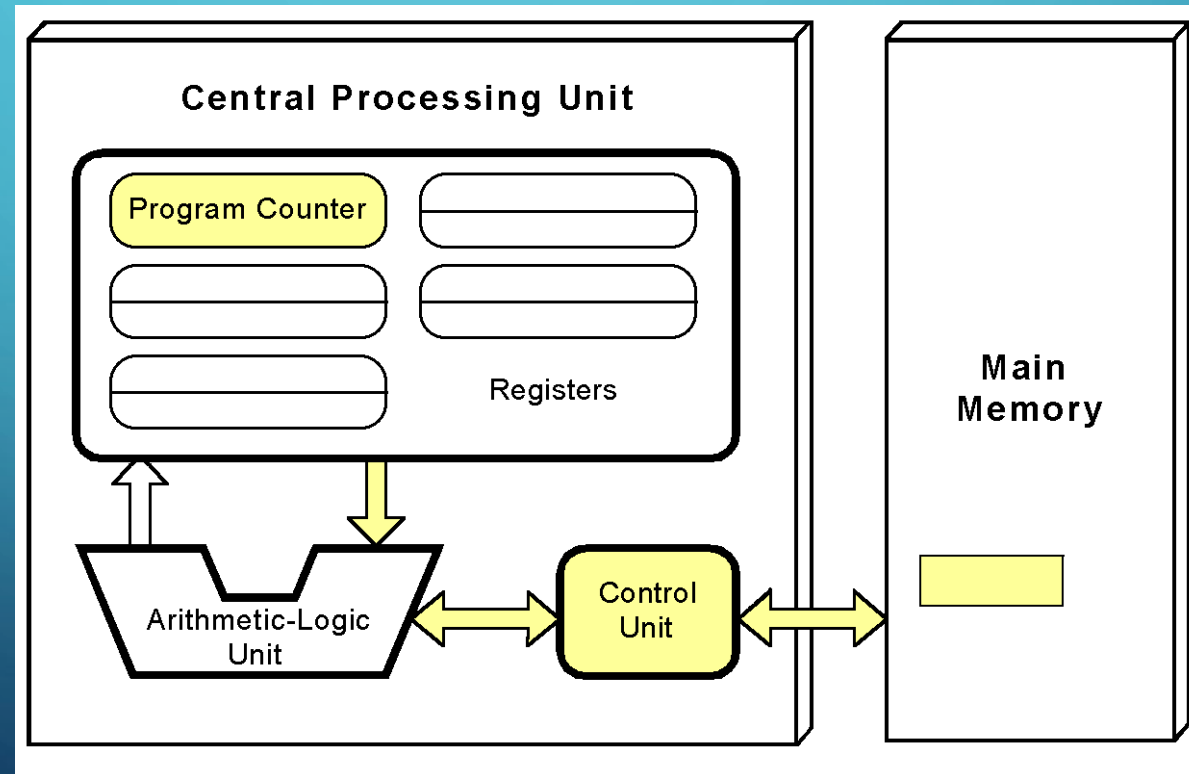 Central Processing Unit
Program Counter
Registers
Main
Memory
Arithmetic-Logic
Unit
Control
Unit